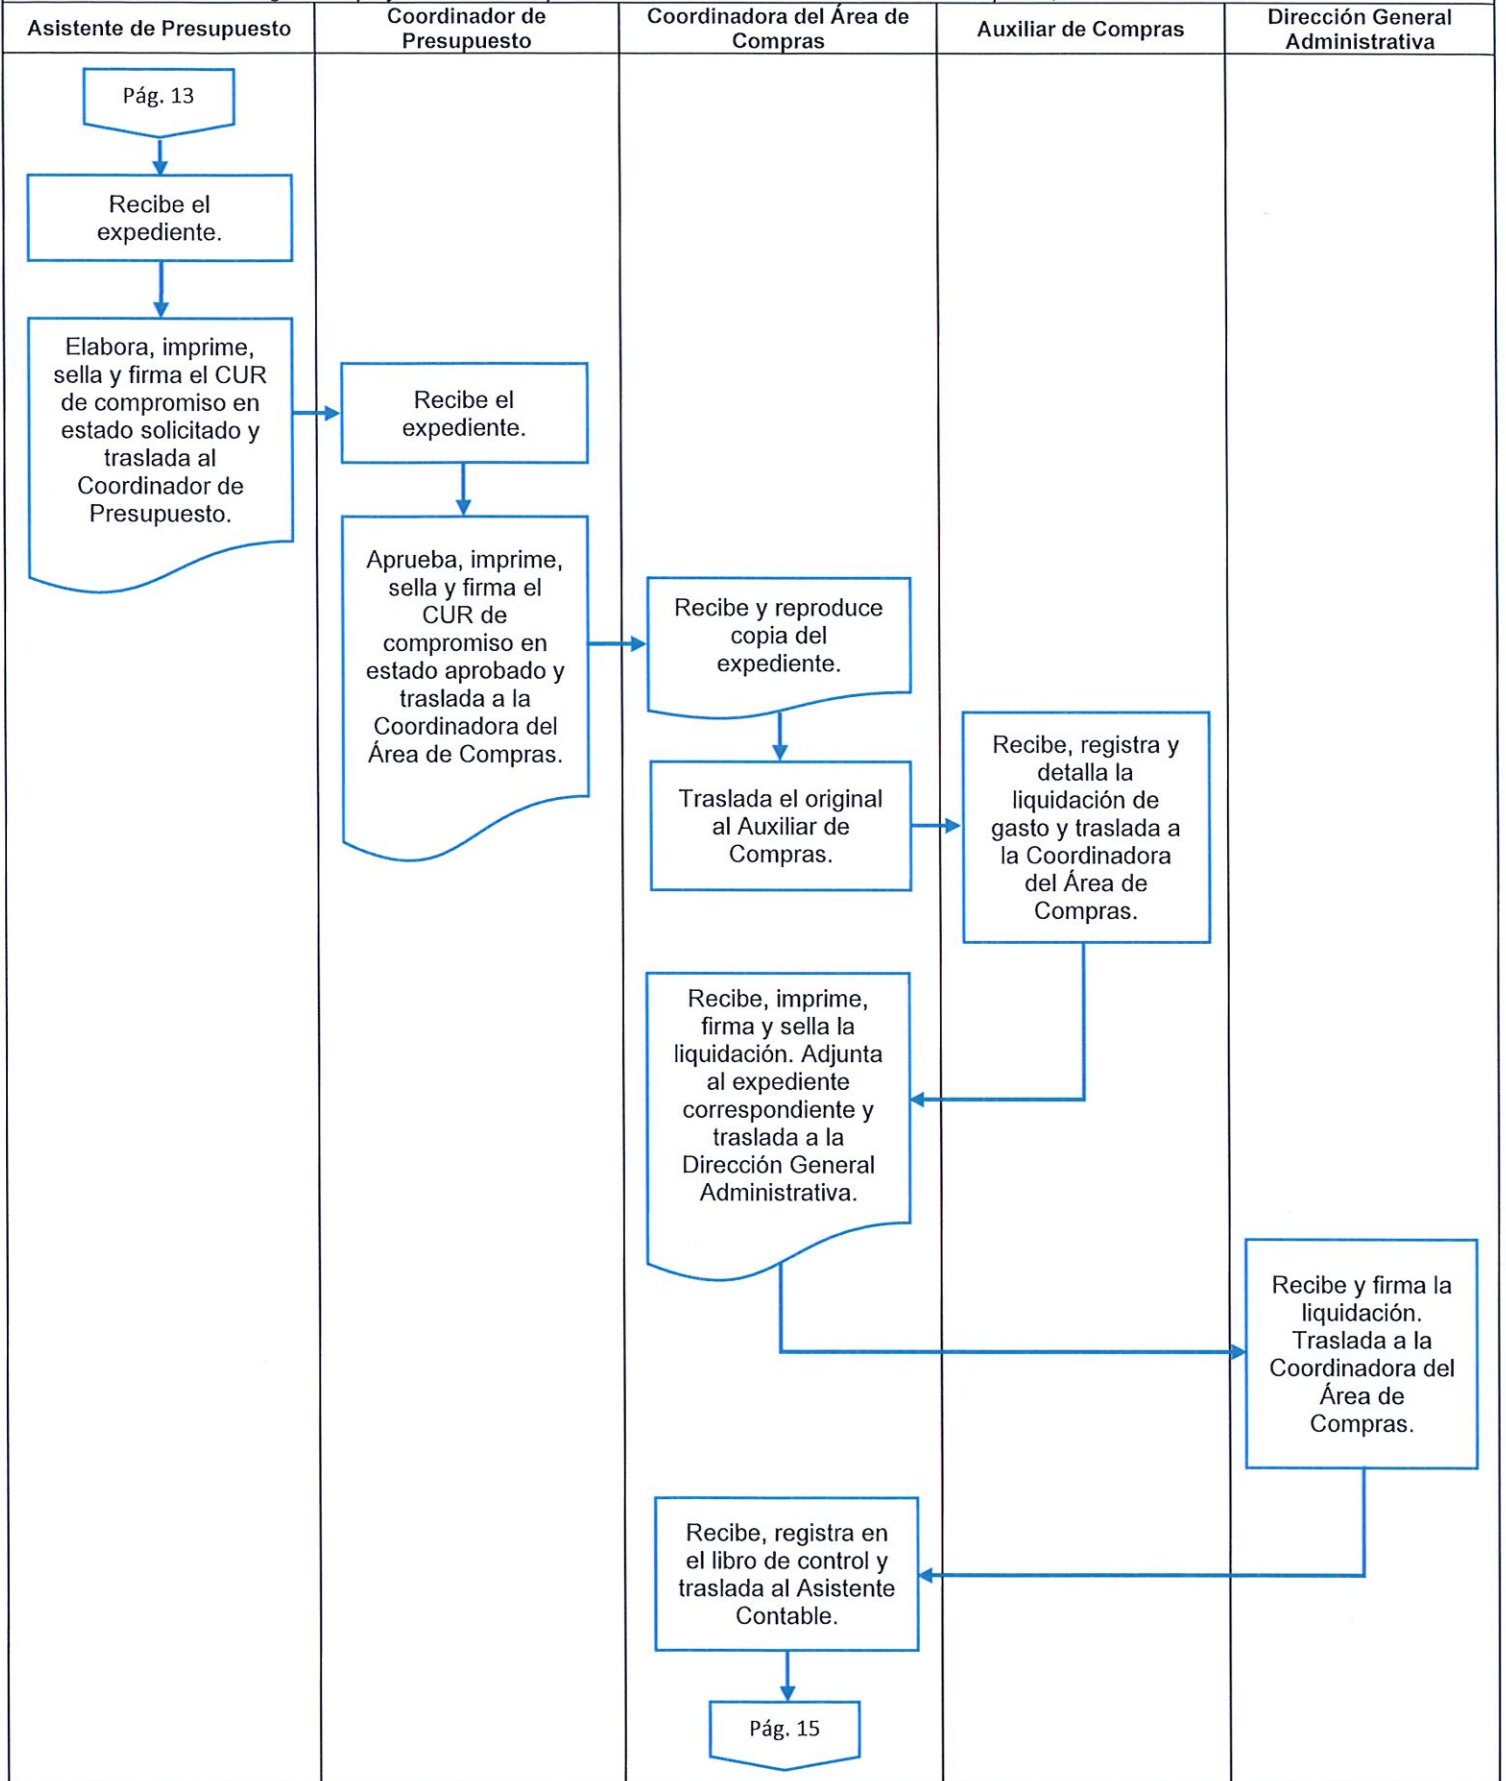 Asistente de Presupuesto
Coordinador de
Presupuesto
Coordinadora del Área de
Compras
Auxiliar de Compras
Dirección General
Administrativa
Pág. 13
Recibe el
expediente.
Elabora, imprime,
sella y firma el CUR
de compromiso en
estado solicitado y
traslada al
Coordinador de
Presupuesto.
Recibe el
expediente.
Aprueba, imprime,
sella y firma el
CUR de
compromiso en
estado aprobado y
traslada a la
Coordinadora del
Área de Compras.
Recibe y reproduce
copia del
expediente.
Traslada el original
al Auxiliar de
Compras.
Recibe, registra y
detalla la
liquidación de
gasto y traslada a
la Coordinadora
del Área de
Compras.
Recibe, imprime,
firma y sella la
liquidación. Adjunta
al expediente
correspondiente y
traslada a la
Dirección General
Administrativa.
Recibe y firma la
liquidación.
Traslada a la
Coordinadora del
Área de
Compras.
Recibe, registra en
el libro de control y
traslada al Asistente
Contable.
Pág. 15